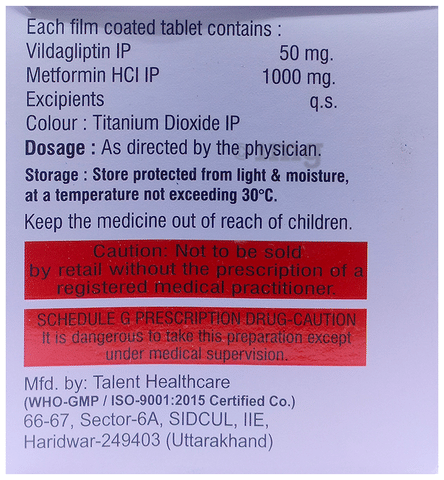 Each film coated tablet contains :
Vildagliptin IP 50 mg.
Metformin HCl IP 1000 mg.
Excipients q.s.
Colour : Titanium Dioxide IP
Dosage : As directed by the physician.
Storage : Store protected from light & moisture,
at a temperature not exceeding 30°C.
Keep the medicine out of reach of children.
Caution: Not to be sold
by retail without the prescription of a
registered medical practitioner.
SCHEDULE G PRESCRIPTION DRUG-CAUTION
It is dangerous to take this preparation except
under medical supervision.
Mfd. by: Talent Healthcare
(WHO-GMP / ISO-9001:2015 Certified Co.)
66-67, Sector-6A, SIDCUL, IIE,
Haridwar-249403 (Uttarakhand)